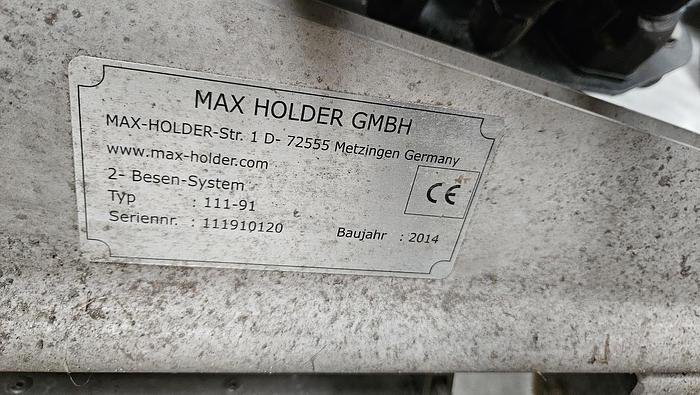 MAX HOLDER GMBH
MAX-HOLDER-Str. 1 D- 72555 Metzingen Germany
www.max-holder.com
2- Besen-System
CE
Typ : 111-91
Seriennr. : 111910120
Baujahr : 2014